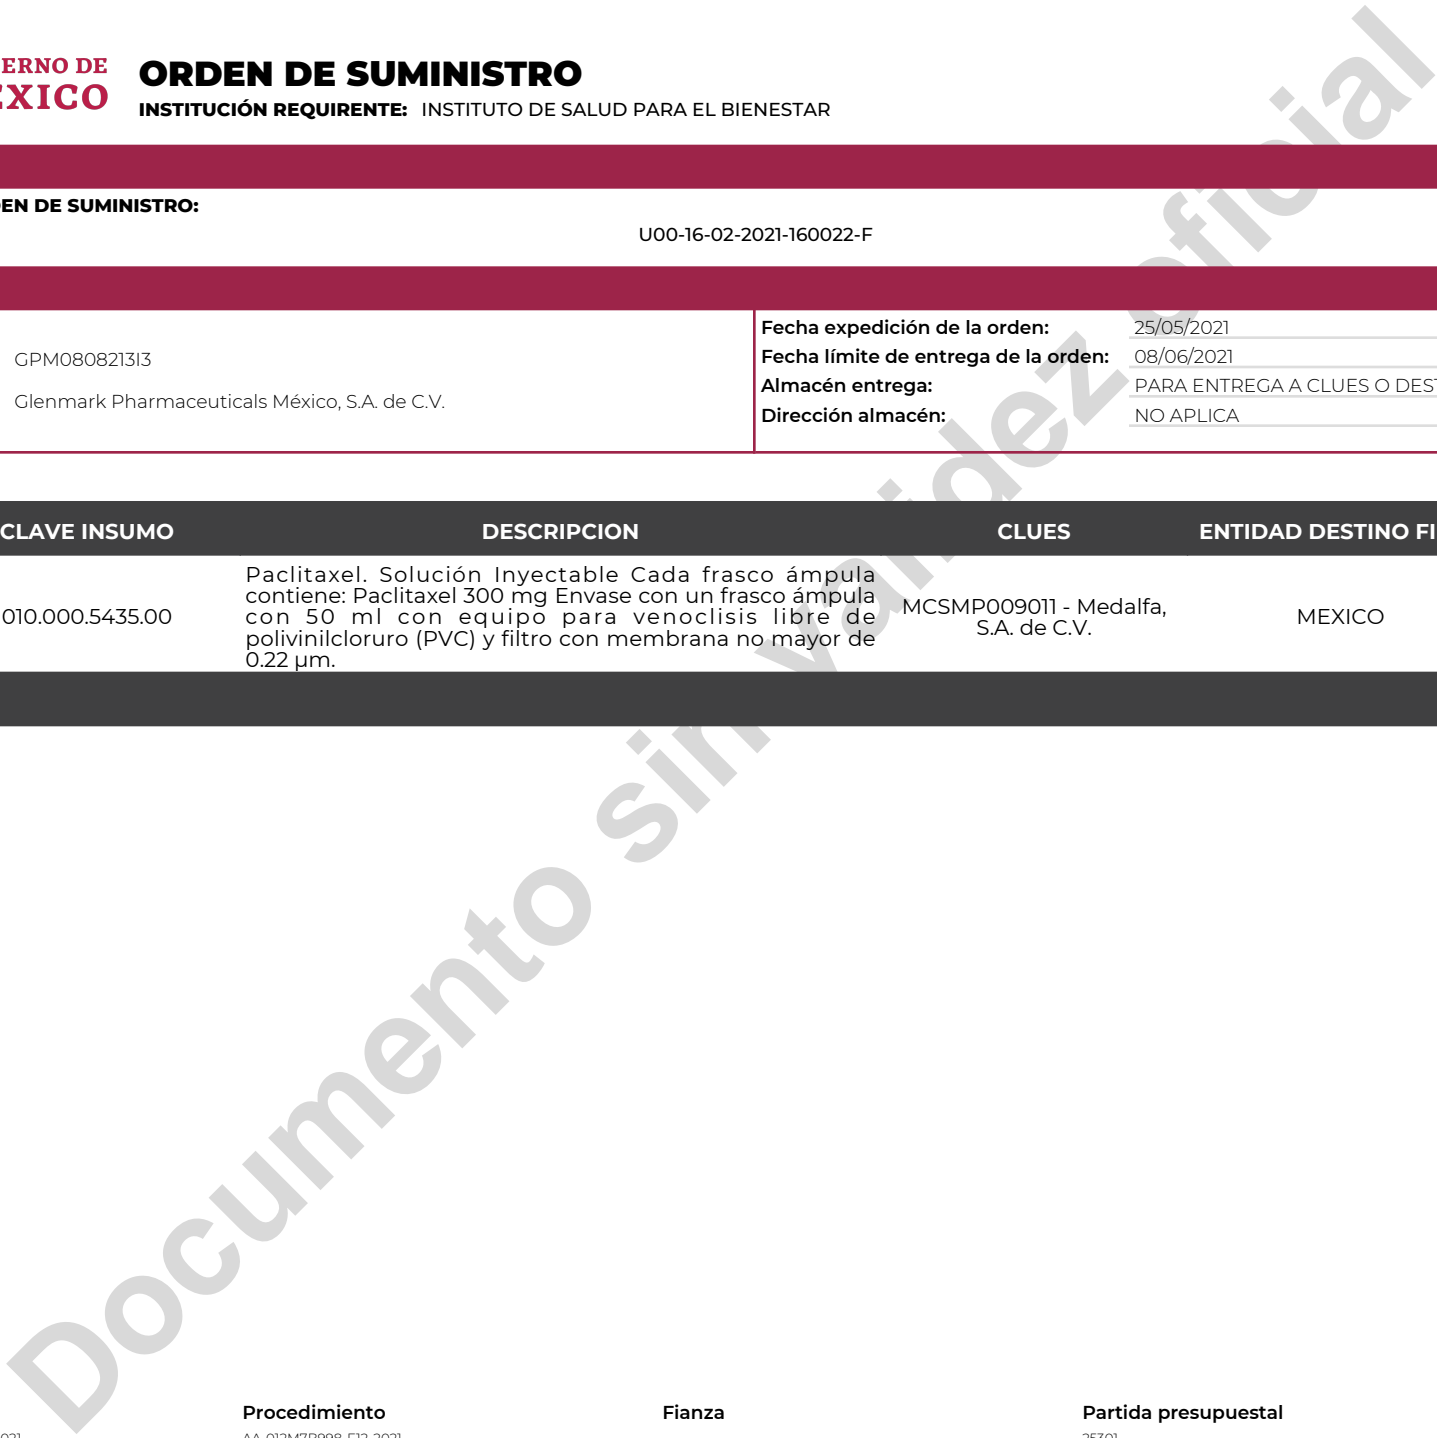 ERNO DE
ORDEN DE SUMINISTRO
EXICO
INSTITUCIÓN REQUIRENTE: INSTITUTO DE SALUD PARA EL BIENESTAR
EN DE SUMINISTRO:
U00-16-02-2021-160022-F
GPM0808213I3
Glenmark Pharmaceuticals México, S.A. de C.V.
Fecha expedición de la orden: 25/05/2021
Fecha límite de entrega de la orden: 08/06/2021
Almacén entrega: PARA ENTREGA A CLUES O DEST
Dirección almacén: NO APLICA
CLAVE INSUMO DESCRIPCION CLUES ENTIDAD DESTINO FI
010.000.5435.00
Paclitaxel. Solución Inyectable Cada frasco ámpula
contiene: Paclitaxel 300 mg Envase con un frasco ámpula
con 50 ml con equipo para venoclisis libre de
polivinilcloruro (PVC) y filtro con membrana no mayor de
0.22 µm.
MCSMP009011 - Medalfa,
S.A. de C.V.
MEXICO
Documento sin validez oficial
Procedimiento Fianza Partida presupuestal